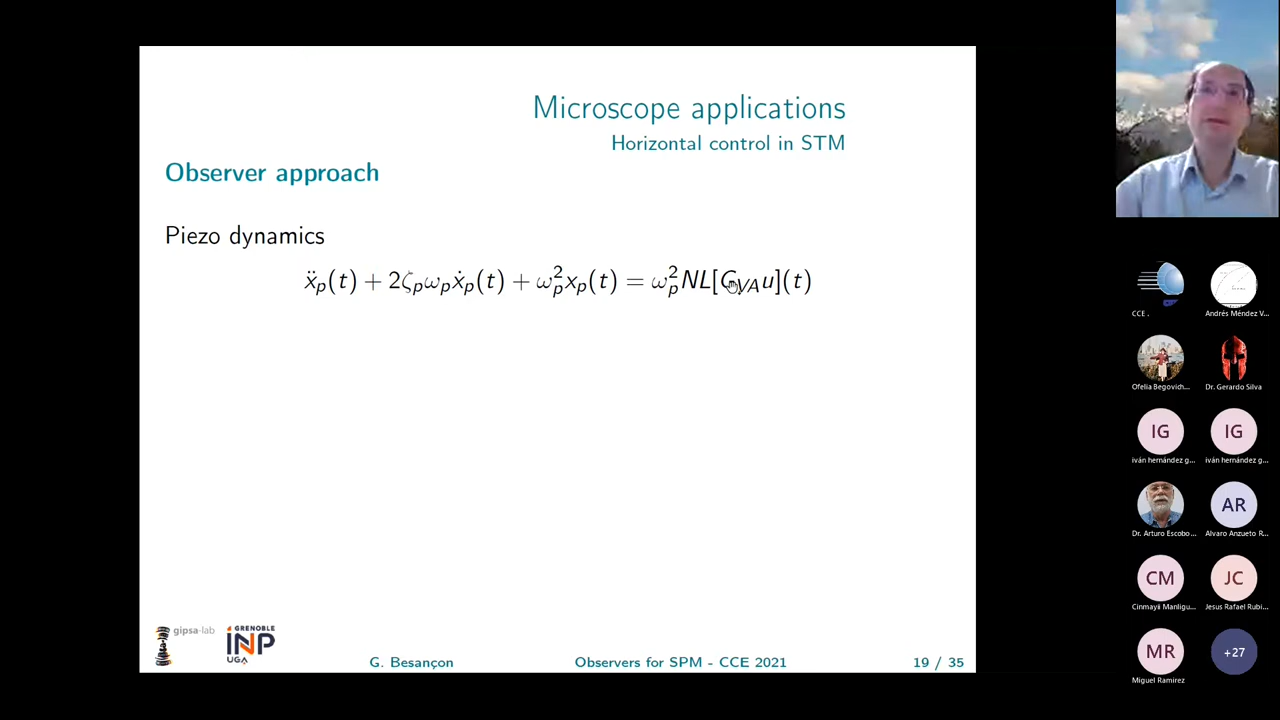 Microscope applications
Horizontal control in STM
Observer approach
Piezo dynamics
ẍₚ(t) + 2ζₚωₚẋₚ(t) + ωₚ²xₚ(t) = ωₚ²NL[G_VA u](t)
gipsa-lab
GRENOBLE
INP
UGA
G. Besançon
Observers for SPM - CCE 2021
19 / 35
CCE .
Andrés Méndez V...
Ofelia Begovich...
Dr. Gerardo Silva
IG
IG
iván hernández g...
iván hernández g...
AR
Dr. Arturo Escobo...
Alvaro Anzueto R...
CM
JC
Cinmayii Manligu...
Jesus Rafael Rubi...
MR
+27
Miguel Ramirez